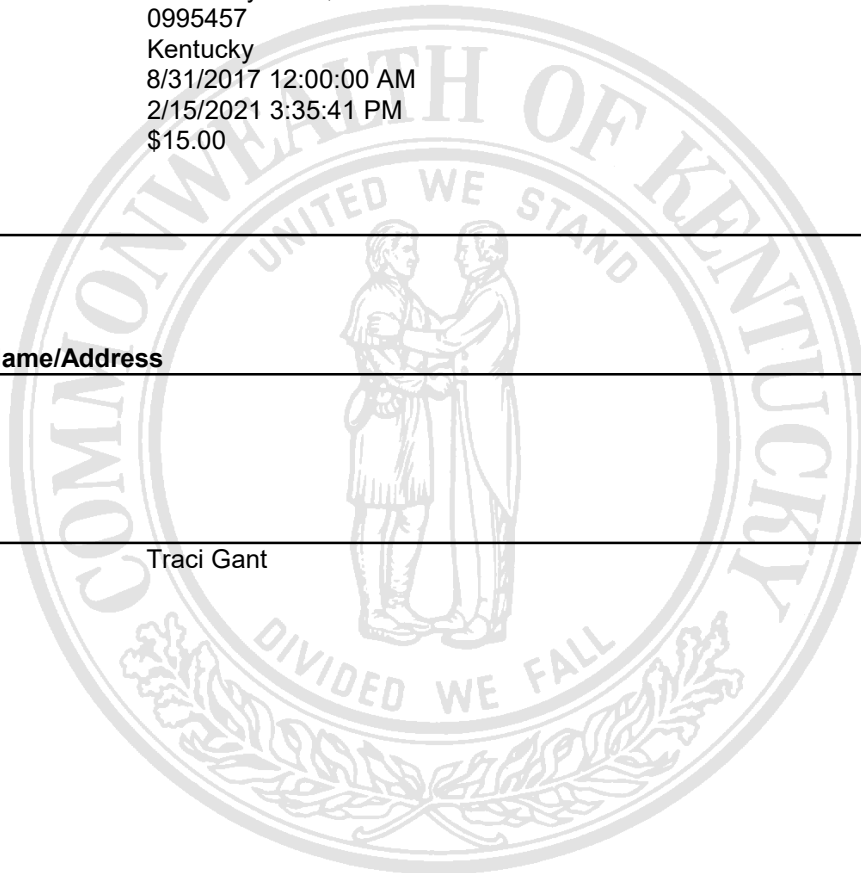 0995457
Kentucky
8/31/2017 12:00:00 AM
2/15/2021 3:35:41 PM
$15.00
COMMONWEALTH OF KENTUCKY
UNITED WE STAND
ame/Address
Traci Gant
DIVIDED WE FALL